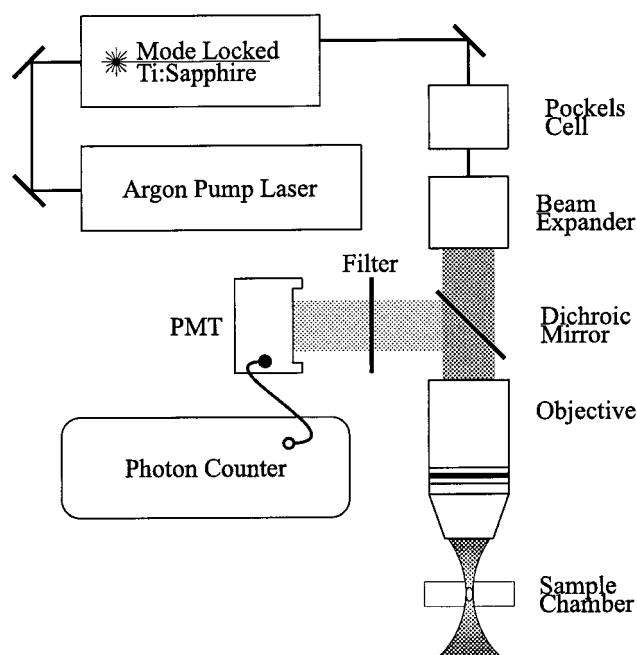 Mode Locked
Ti:Sapphire
Pockels
Cell
Argon Pump Laser
Beam
Expander
Filter
PMT
Dichroic
Mirror
Objective
Photon Counter
Sample
Chamber